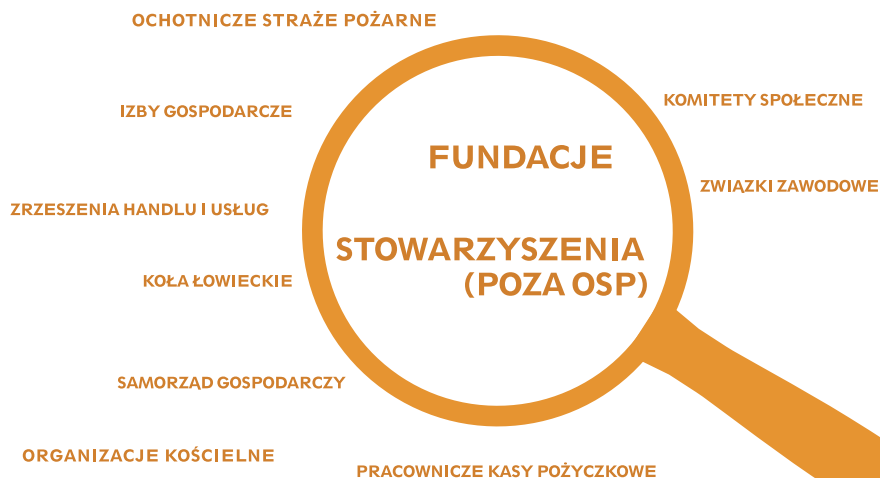 OCHOTNICZE STRAŻE POŻARNE
IZBY GOSPODARCZE
KOMITETY SPOŁECZNE
FUNDACJE
ZWIĄZKI ZAWODOWE
ZRZESZENIA HANDLU I USŁUG
STOWARZYSZENIA
(POZA OSP)
KOŁA ŁOWIECKIE
SAMORZĄD GOSPODARCZY
ORGANIZACJE KOŚCIELNE
PRACOWNICZE KASY POŻYCZKOWE